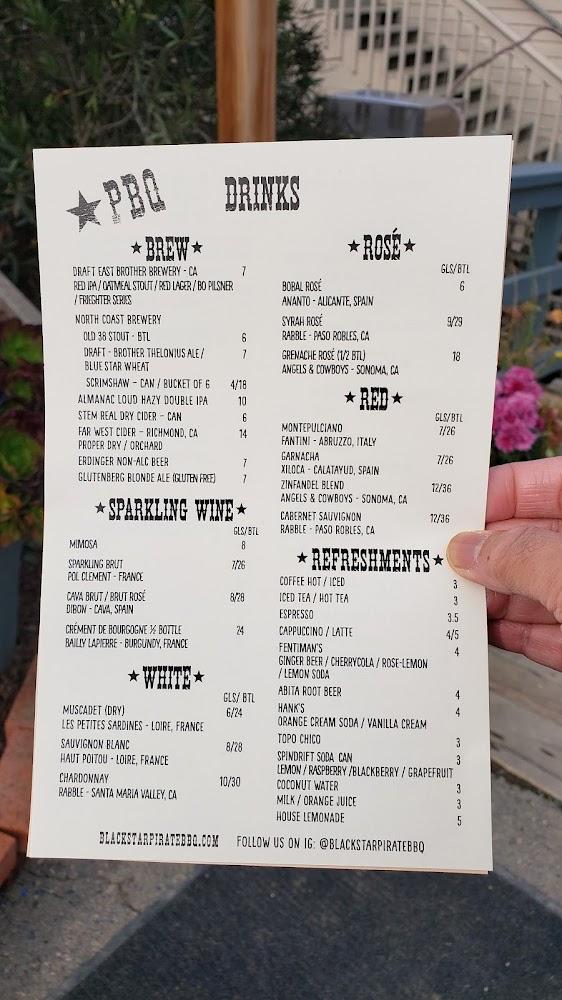 ★PBQ
DRINKS
★BREW★
DRAFT EAST BROTHER BREWERY - CA 7
RED IPA / OATMEAL STOUT / RED LAGER / BO PILSNER
/ FRIEGHTER SERIES
NORTH COAST BREWERY
OLD 38 STOUT - BTL 6
DRAFT - BROTHER THELONIUS ALE / 7
BLUE STAR WHEAT
SCRIMSHAW - CAN / BUCKET OF 6 4/18
ALMANAC LOUD HAZY DOUBLE IPA 10
STEM REAL DRY CIDER - CAN 6
FAR WEST CIDER - RICHMOND, CA 14
PROPER DRY / ORCHARD
ERDINGER NON-ALC BEER 7
GLUTENBERG BLONDE ALE (GLUTEN FREE) 7
★SPARKLING WINE★
GLS/BTL
MIMOSA 8
SPARKLING BRUT 7/26
POL CLEMENT - FRANCE
CAVA BRUT / BRUT ROSÉ 8/28
DIBON - CAVA, SPAIN
CRÉMENT DE BOURGOGNE ½ BOTTLE 24
BAILLY LAPIERRE - BURGUNDY, FRANCE
★WHITE★
GLS/ BTL
MUSCADET (DRY) 6/24
LES PETITES SARDINES - LOIRE, FRANCE
SAUVIGNON BLANC 8/28
HAUT POITOU - LOIRE, FRANCE
CHARDONNAY 10/30
RABBLE - SANTA MARIA VALLEY, CA
★ROSÉ★
GLS/BTL
BOBAL ROSÉ 6
ANANTO - ALICANTE, SPAIN
SYRAH ROSÉ 9/29
RABBLE - PASO ROBLES, CA
GRENACHE ROSÉ (1/2 BTL) 18
ANGELS & COWBOYS - SONOMA, CA
★RED★
GLS/BTL
MONTEPULCIANO 7/26
FANTINI - ABRUZZO, ITALY
GARNACHA 7/26
XILOCA - CALATAYUD, SPAIN
ZINFANDEL BLEND 12/36
ANGELS & COWBOYS - SONOMA, CA
CABERNET SAUVIGNON 12/36
RABBLE - PASO ROBLES, CA
★REFRESHMENTS★
COFFEE HOT / ICED 3
ICED TEA / HOT TEA 3
ESPRESSO 3.5
CAPPUCCINO / LATTE 4/5
FENTIMAN'S 4
GINGER BEER / CHERRYCOLA / ROSE-LEMON
/ LEMON SODA
ABITA ROOT BEER 4
HANK'S 4
ORANGE CREAM SODA / VANILLA CREAM
TOPO CHICO 3
SPINDRIFT SODA CAN 3
LEMON / RASPBERRY /BLACKBERRY / GRAPEFRUIT
COCONUT WATER 3
MILK / ORANGE JUICE 3
HOUSE LEMONADE 5
BLACKSTARPIRATEBBQ.COM FOLLOW US ON IG: @BLACKSTARPIRATEBBQ